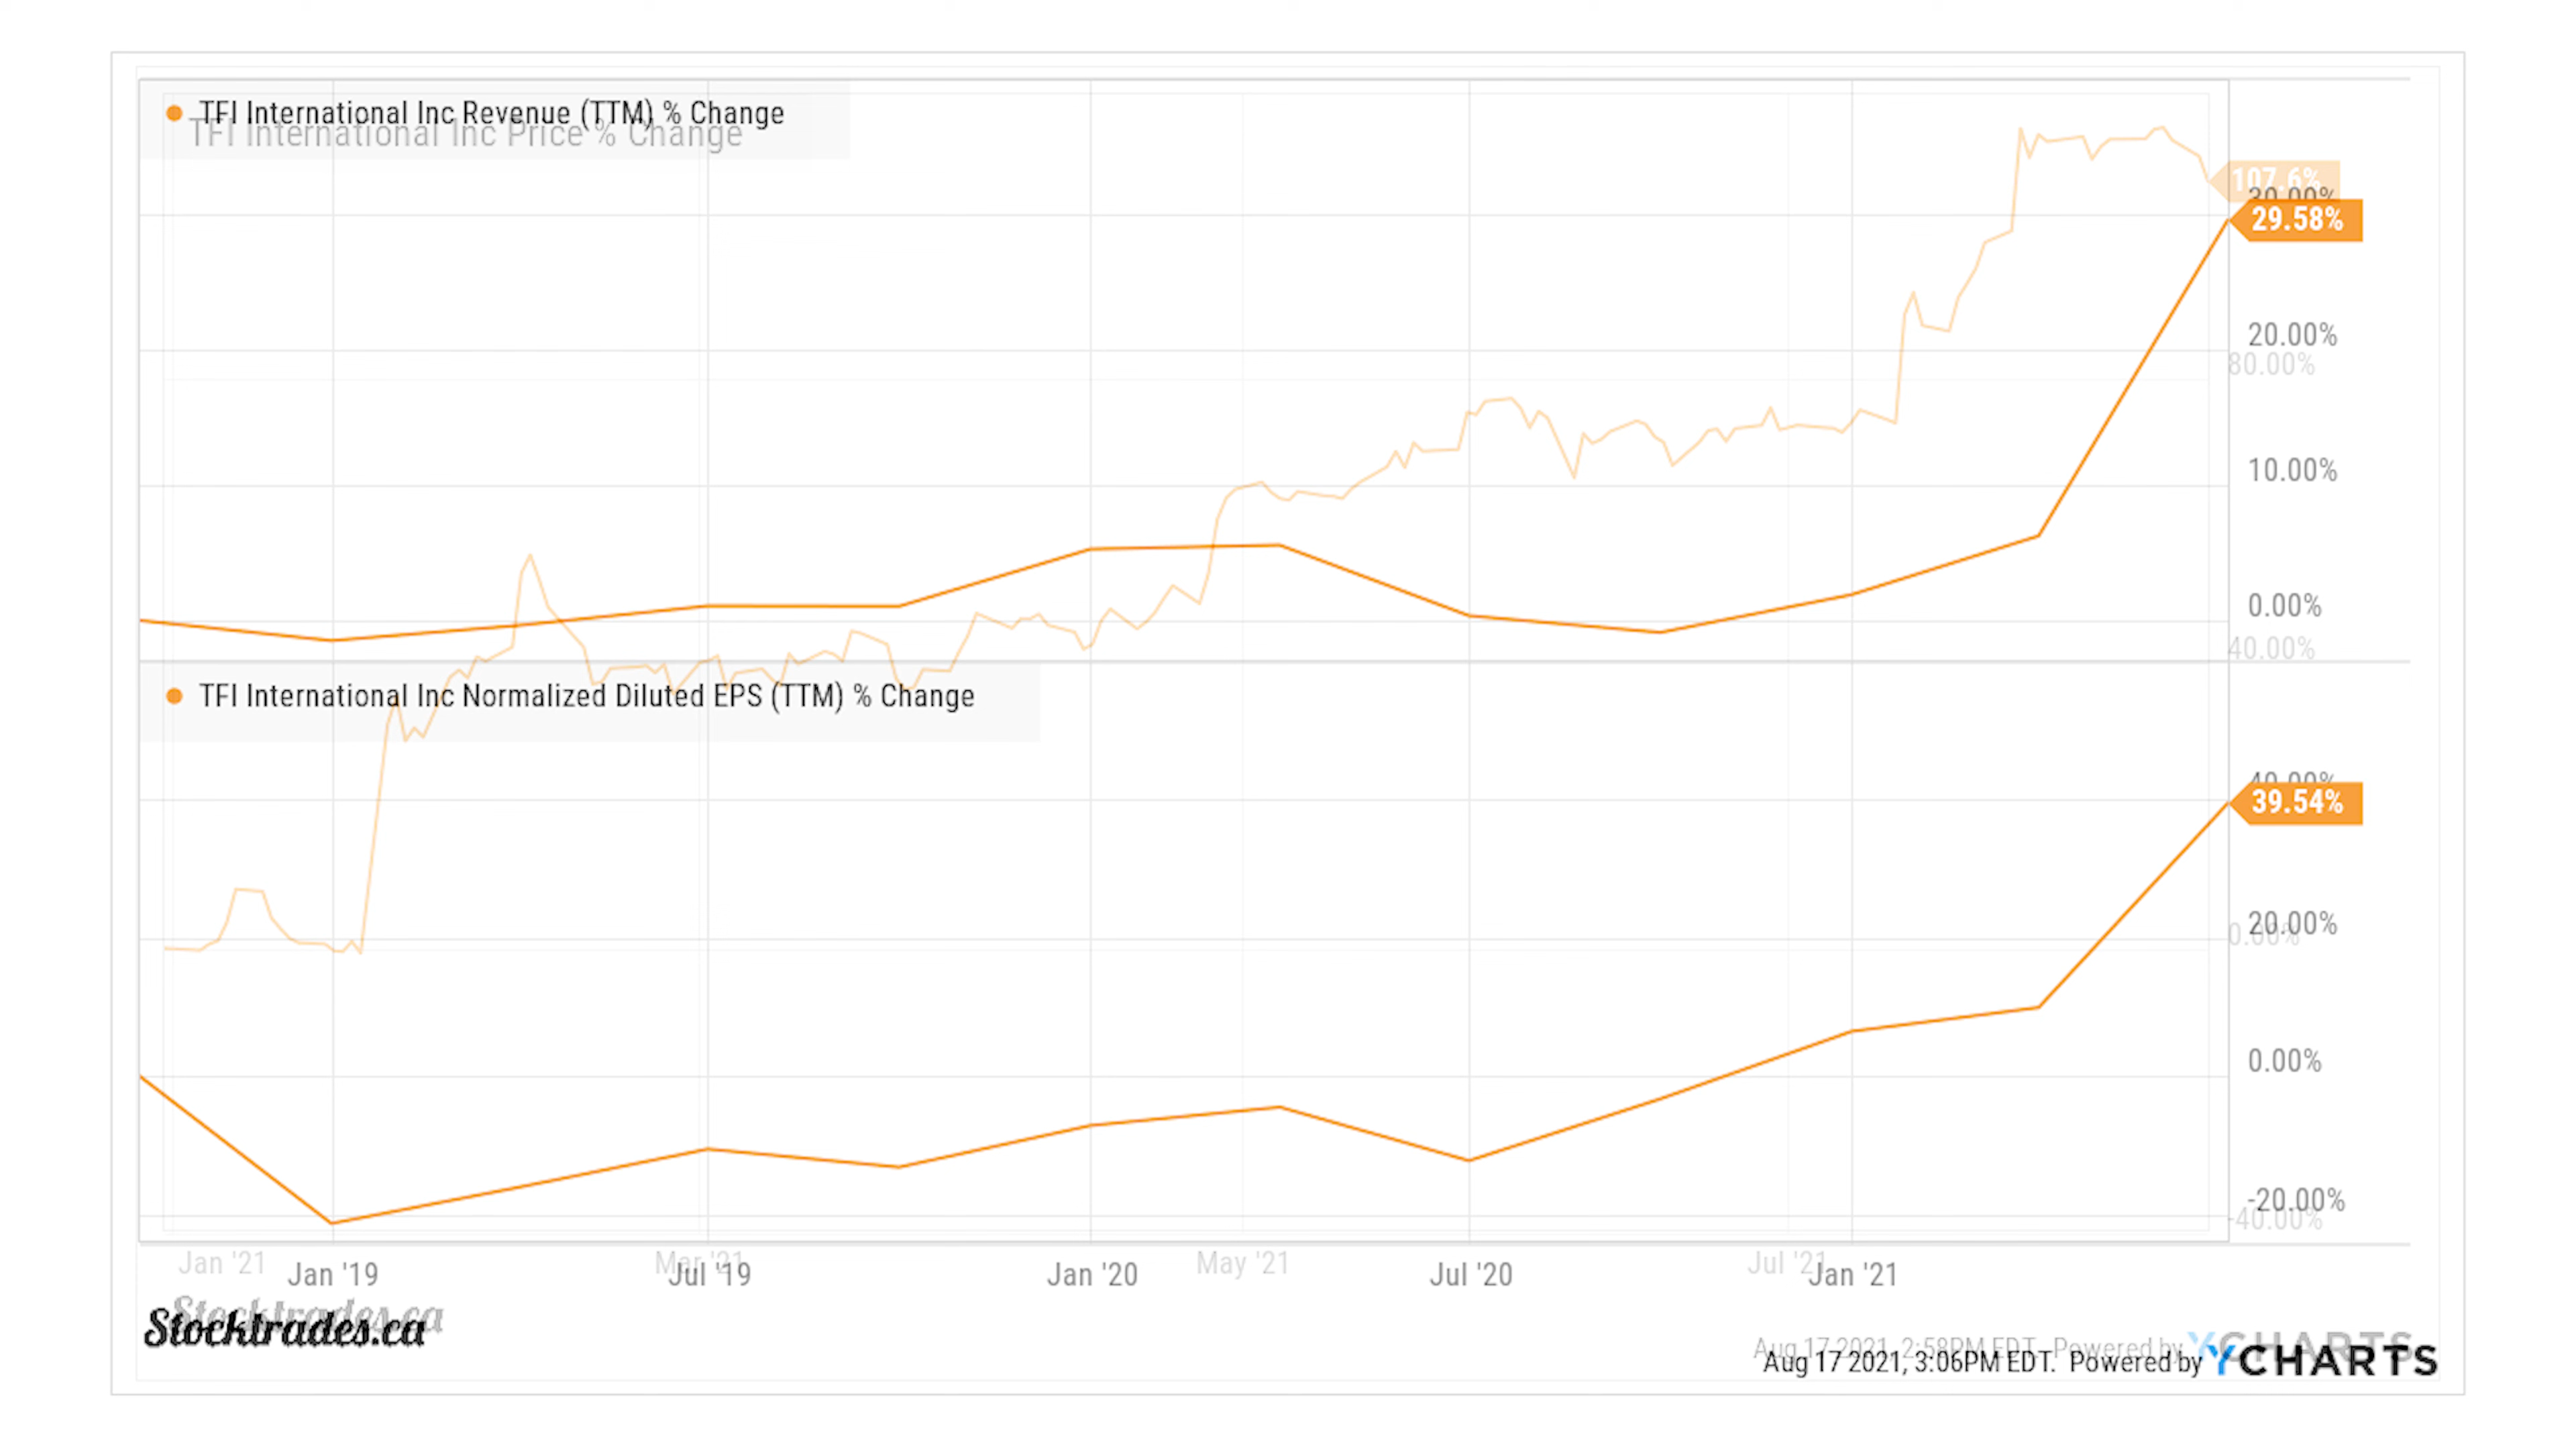 TFI International Inc Revenue (TTM) % Change
TFI International Inc Price % Change
107.6%
30.00%
29.58%
20.00%
80.00%
10.00%
0.00%
40.00%
TFI International Inc Normalized Diluted EPS (TTM) % Change
40.00%
39.54%
20.00%
0.00%
0.00%
-20.00%
-40.00%
Jan '21 Mar '21 May '21 Jul '21
Jan '19 Jul '19 Jan '20 Jul '20 Jan '21
Stocktrades.ca
Stocktrades.ca
Aug 17 2021, 2:58PM EDT. Powered by YCHARTS
Aug 17 2021, 3:06PM EDT. Powered by YCHARTS